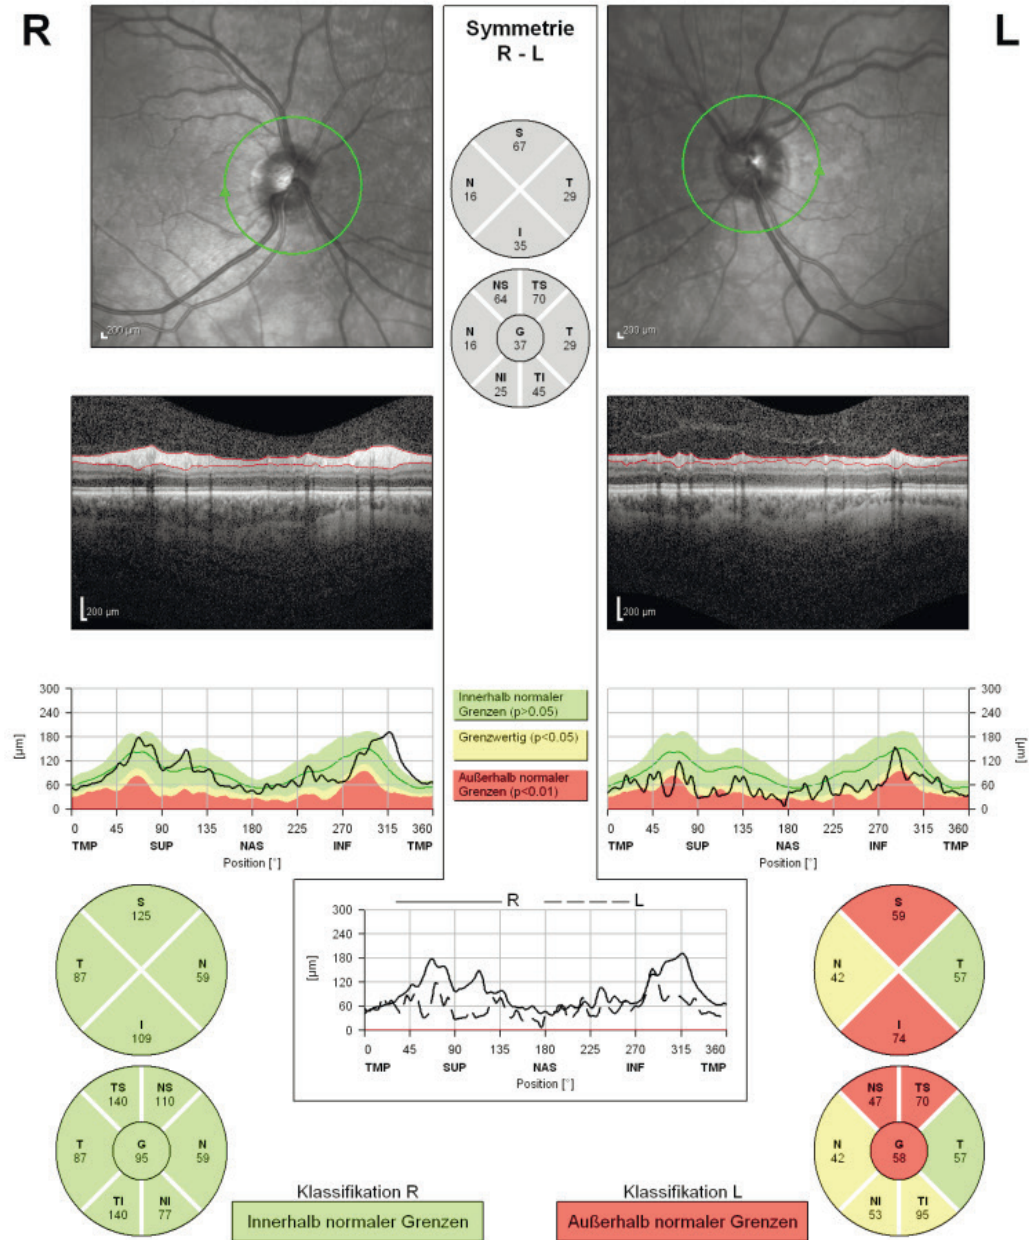 R
Symmetrie
R - L
L
S
67
N
16
T
29
I
35
NS
64
TS
70
N
16
G
37
T
29
NI
25
TI
45
200 µm
200 µm
200 µm
200 µm
300
240
180
120
60
0
[µm]
0 45 90 135 180 225 270 315 360
TMP SUP NAS INF TMP
Position [°]
Innerhalb normaler
Grenzen (p>0.05)
Grenzwertig (p<0.05)
Außerhalb normaler
Grenzen (p<0.01)
300
240
180
120
60
0
[µm]
0 45 90 135 180 225 270 315 360
TMP SUP NAS INF TMP
Position [°]
R L
300
240
180
120
60
0
[µm]
0 45 90 135 180 225 270 315 360
TMP SUP NAS INF TMP
Position [°]
S
125
T
87
N
59
I
109
TS
140
NS
110
T
87
G
95
N
59
TI
140
NI
77
Klassifikation R
Innerhalb normaler Grenzen
S
59
N
42
T
57
I
74
NS
47
TS
70
N
42
G
58
T
57
NI
53
TI
95
Klassifikation L
Außerhalb normaler Grenzen